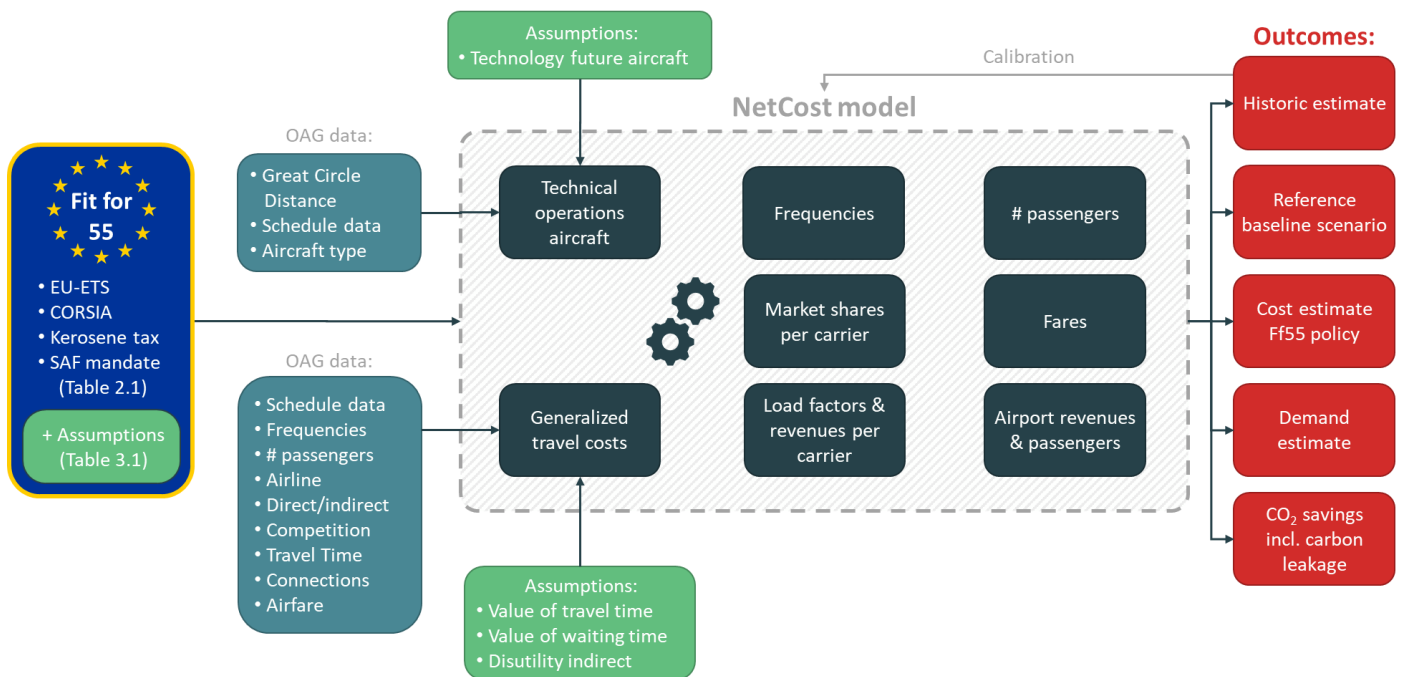 Assumptions:
• Technology future aircraft
Outcomes:
Calibration
NetCost model
OAG data:
• Great Circle
Distance
• Schedule data
• Aircraft type
Fit for
55
• EU-ETS
• CORSIA
• Kerosene tax
• SAF mandate
(Table 2.1)
+ Assumptions
(Table 3.1)
OAG data:
• Schedule data
• Frequencies
• # passengers
• Airline
• Direct/indirect
• Competition
• Travel Time
• Connections
• Airfare
Technical
operations
aircraft
Frequencies
# passengers
Market shares
per carrier
Fares
Generalized
travel costs
Load factors &
revenues per
carrier
Airport revenues
& passengers
Assumptions:
• Value of travel time
• Value of waiting time
• Disutility indirect
Historic estimate
Reference
baseline scenario
Cost estimate
Ff55 policy
Demand
estimate
CO₂ savings
incl. carbon
leakage